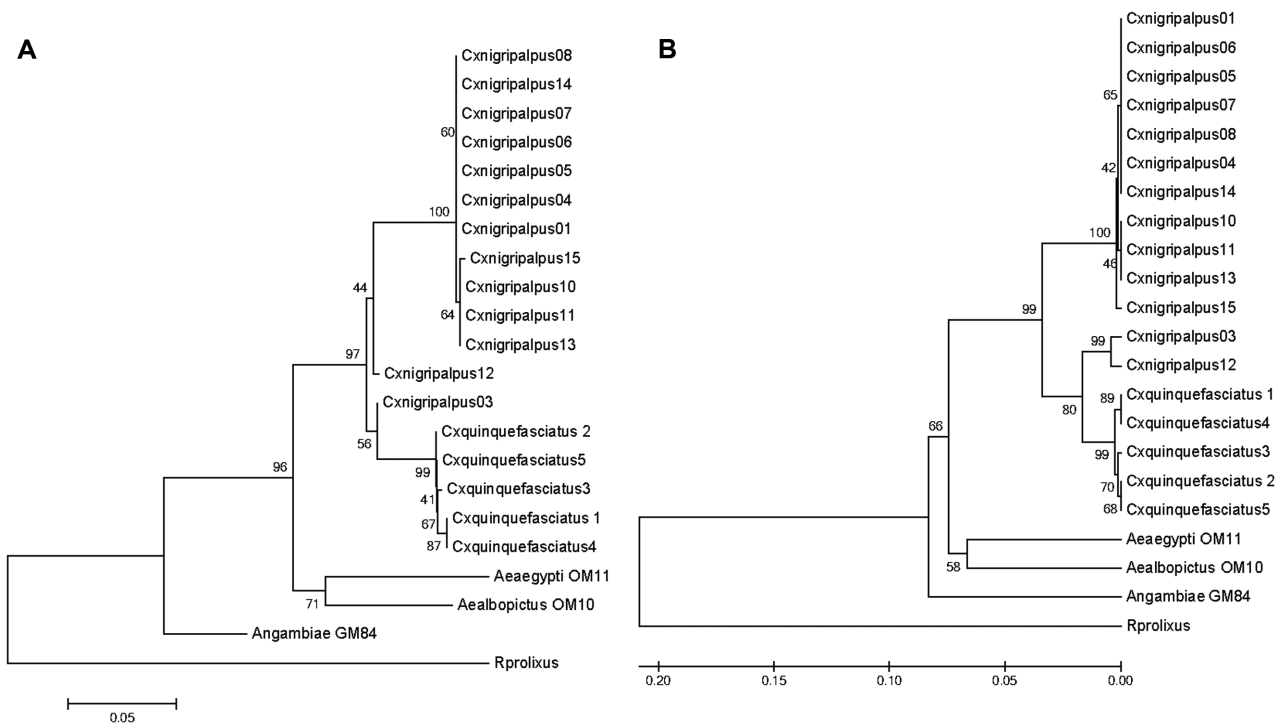 A
Cxnigripalpus08
Cxnigripalpus14
Cxnigripalpus07
60
Cxnigripalpus06
Cxnigripalpus05
Cxnigripalpus04
100
Cxnigripalpus01
Cxnigripalpus15
44
Cxnigripalpus10
64
Cxnigripalpus11
Cxnigripalpus13
97
Cxnigripalpus12
Cxnigripalpus03
56
Cxquinquefasciatus 2
Cxquinquefasciatus5
99
Cxquinquefasciatus3
41
67
Cxquinquefasciatus 1
87
Cxquinquefasciatus4
96
Aeaegypti OM11
71
Aealbopictus OM10
Angambiae GM84
Rprolixus
0.05
B
Cxnigripalpus01
Cxnigripalpus06
Cxnigripalpus05
65
Cxnigripalpus07
Cxnigripalpus08
42
Cxnigripalpus04
Cxnigripalpus14
Cxnigripalpus10
100
Cxnigripalpus11
46
Cxnigripalpus13
Cxnigripalpus15
99
Cxnigripalpus03
99
Cxnigripalpus12
89
Cxquinquefasciatus 1
80
Cxquinquefasciatus4
66
Cxquinquefasciatus3
99
Cxquinquefasciatus 2
70
68
Cxquinquefasciatus5
Aeaegypti OM11
58
Aealbopictus OM10
Angambiae GM84
Rprolixus
0.20 0.15 0.10 0.05 0.00